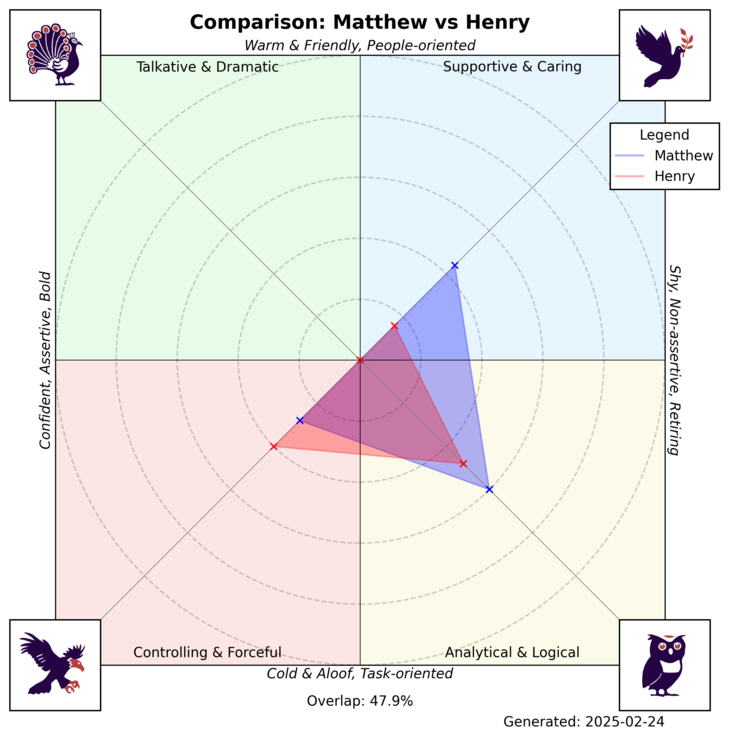 Comparison: Matthew vs Henry
Warm & Friendly, People-oriented
Talkative & Dramatic
Supportive & Caring
Legend
Matthew
Henry
Confident, Assertive, Bold
Shy, Non-assertive, Retiring
Controlling & Forceful
Analytical & Logical
Cold & Aloof, Task-oriented
Overlap: 47.9%
Generated: 2025-02-24